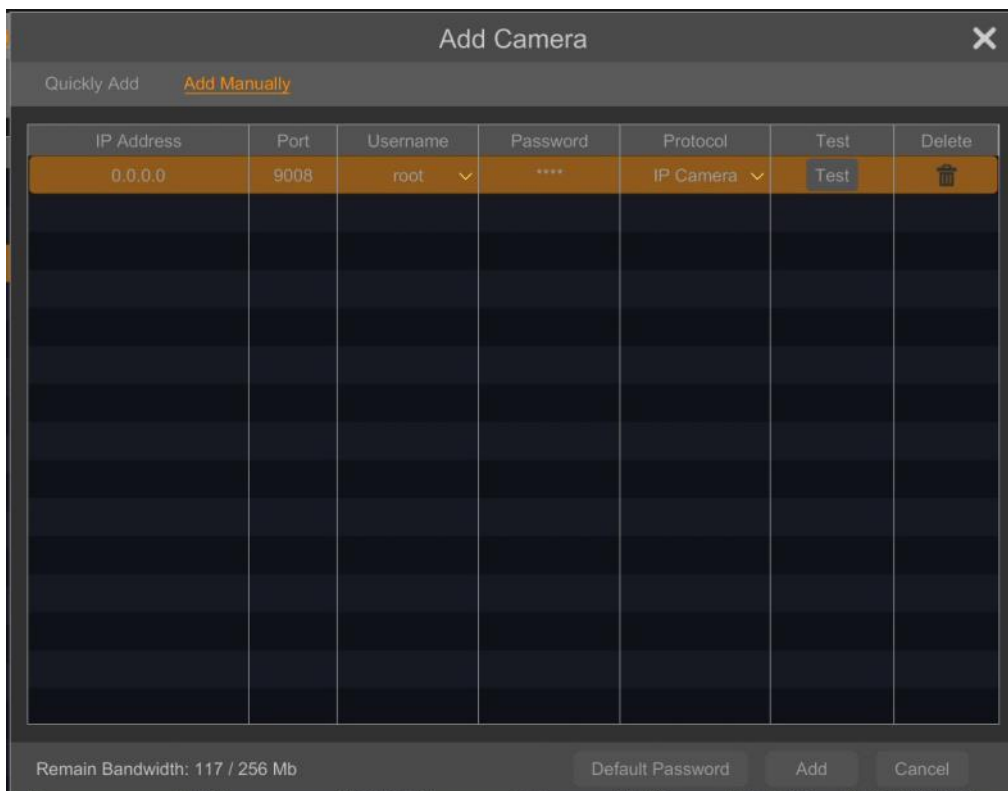 Add Camera
Quickly Add Add Manually
IP Address Port Username Password Protocol Test Delete
0.0.0.0 9008 root **** IP Camera Test
Remain Bandwidth: 117 / 256 Mb Default Password Add Cancel